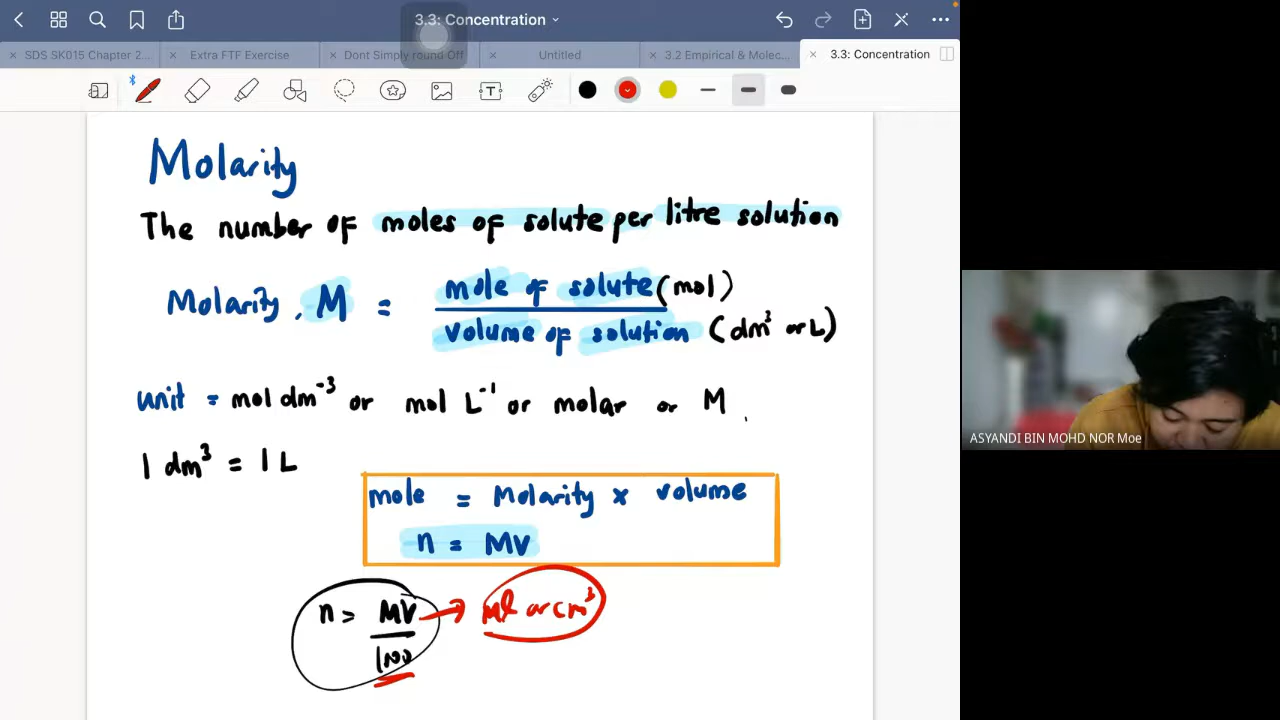 3.3: Concentration
SDS SK015 Chapter 2...
Extra FTF Exercise
Dont Simply round Off
Untitled
3.2 Empirical & Molec...
3.3: Concentration
Molarity
The number of moles of solute per litre solution
Molarity, M = mole of solute (mol)
volume of solution (dm³ or L)
unit = mol dm⁻³ or mol L⁻¹ or molar or M
1 dm³ = 1 L
mole = Molarity x volume
n = MV
n = MV → ml or cm³
1000
ASYANDI BIN MOHD NOR Moe